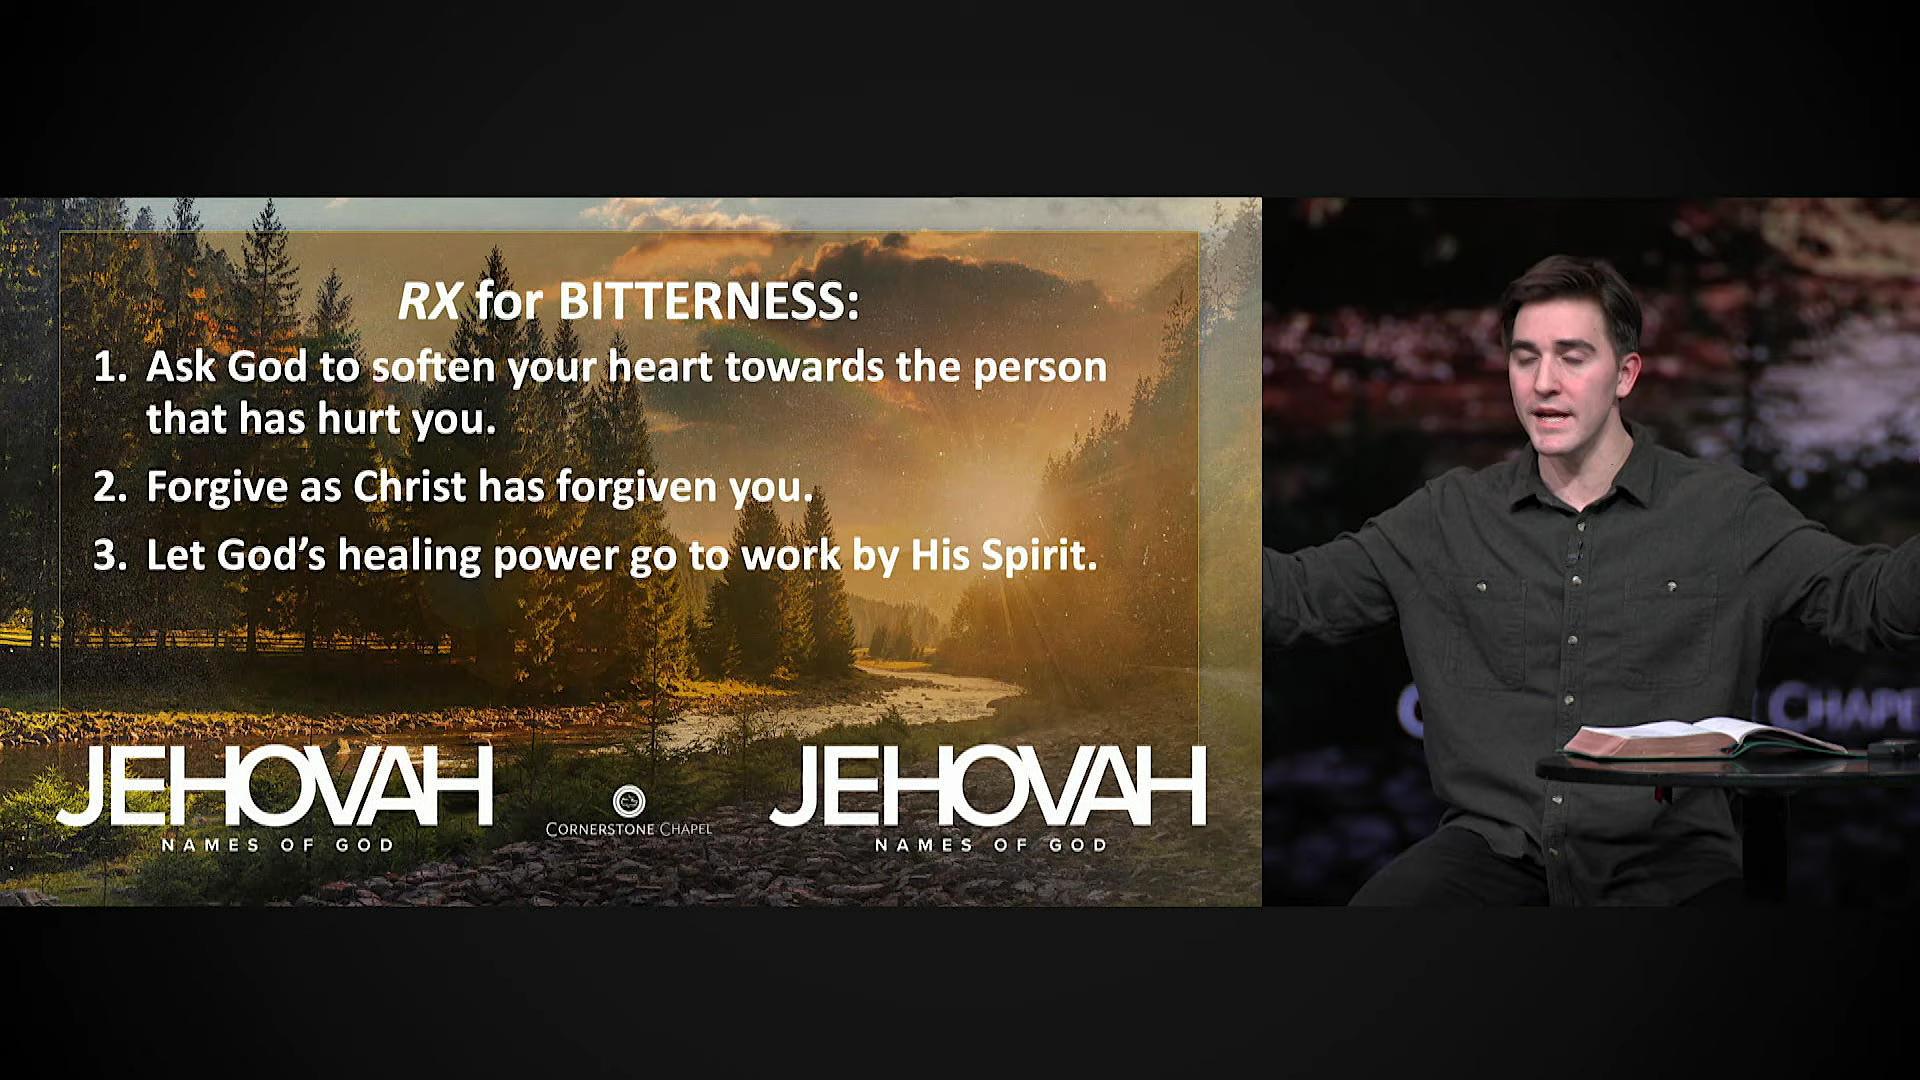 RX for BITTERNESS:
1. Ask God to soften your heart towards the person
that has hurt you.
2. Forgive as Christ has forgiven you.
3. Let God’s healing power go to work by His Spirit.
JEHOVAH
NAMES OF GOD
CORNERSTONE CHAPEL
JEHOVAH
NAMES OF GOD